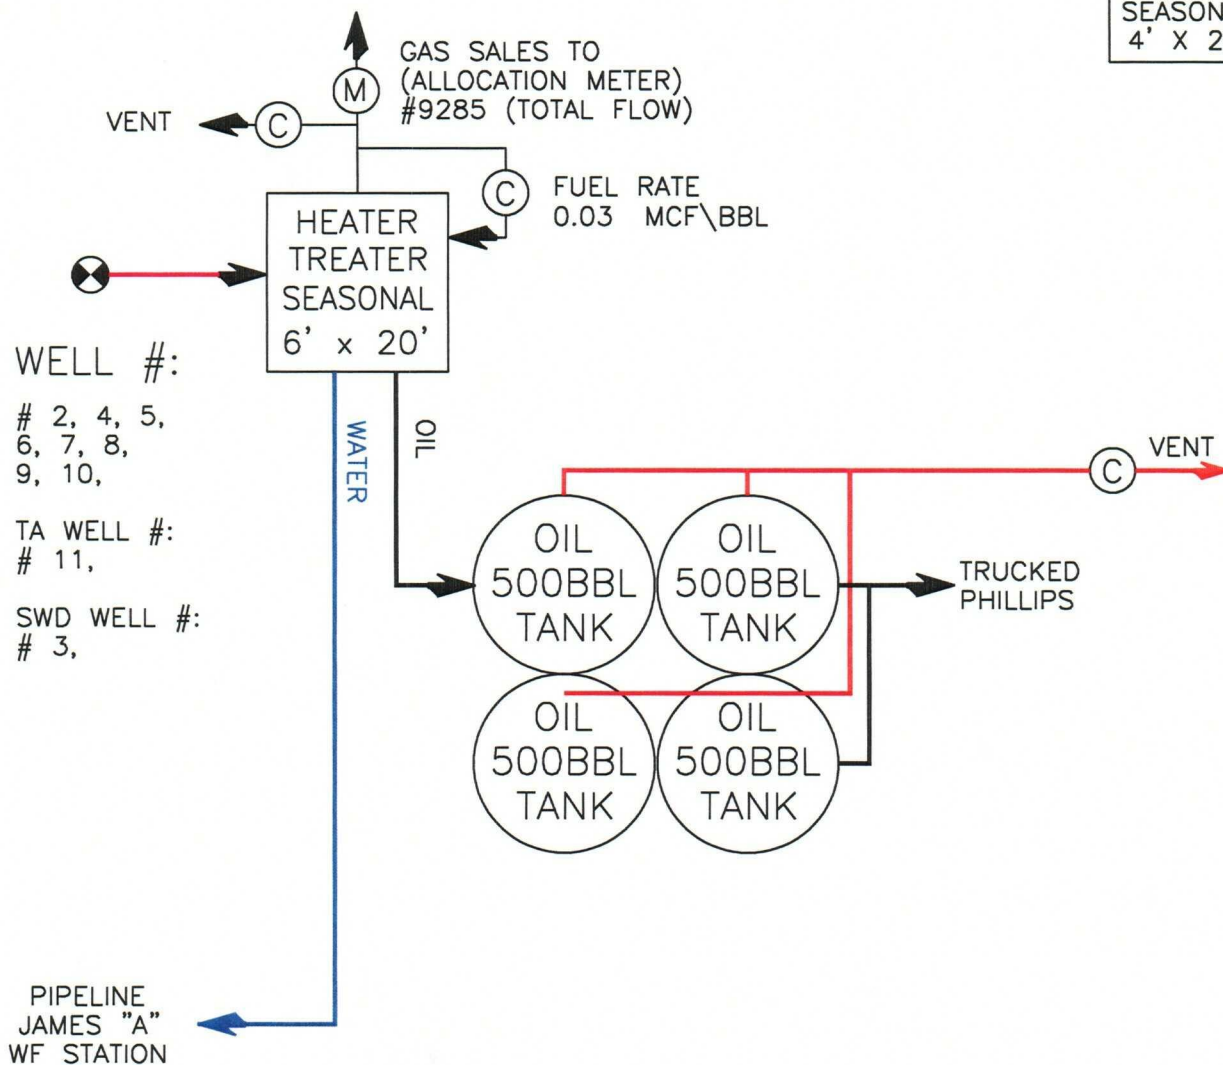 SEASON
4' X 2
GAS SALES TO
(ALLOCATION METER)
#9285 (TOTAL FLOW)
M
VENT
C
C
FUEL RATE
0.03 MCF\BBL
HEATER
TREATER
SEASONAL
6' x 20'
WELL #:
# 2, 4, 5,
6, 7, 8,
9, 10,
TA WELL #:
# 11,
SWD WELL #:
# 3,
WATER
OIL
C
VENT
OIL
500BBL
TANK
OIL
500BBL
TANK
TRUCKED
PHILLIPS
OIL
500BBL
TANK
OIL
500BBL
TANK
PIPELINE
JAMES "A"
WF STATION